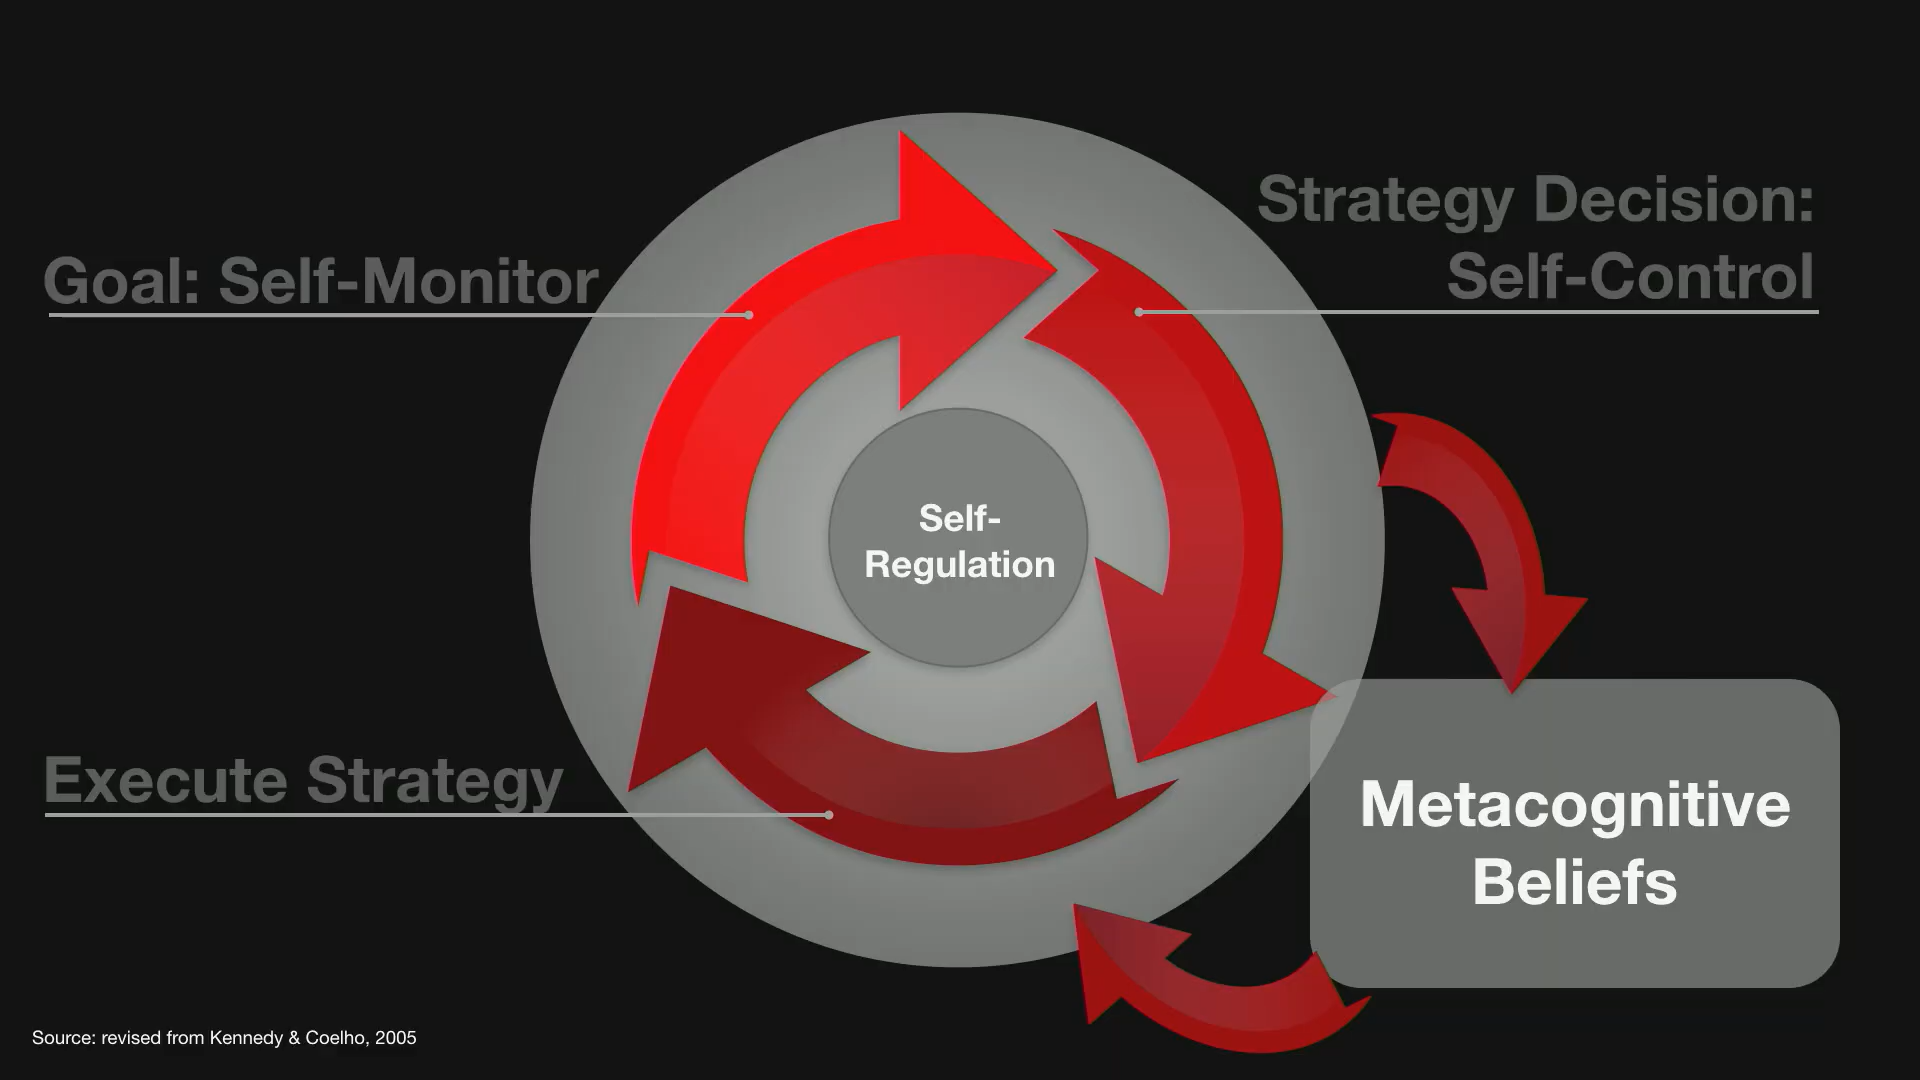 Strategy Decision:
Self-Control
Goal: Self-Monitor
Self-
Regulation
Execute Strategy
Metacognitive
Beliefs
Source: revised from Kennedy & Coelho, 2005